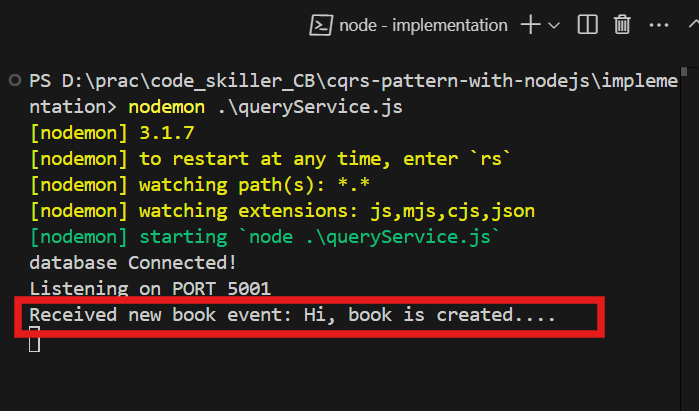 node - implementation
PS D:\prac\code_skiller_CB\cqrs-pattern-with-nodejs\impleme
ntation> nodemon .\queryService.js
[nodemon] 3.1.7
[nodemon] to restart at any time, enter `rs`
[nodemon] watching path(s): *.*
[nodemon] watching extensions: js,mjs,cjs,json
[nodemon] starting `node .\queryService.js`
database Connected!
Listening on PORT 5001
Received new book event: Hi, book is created....